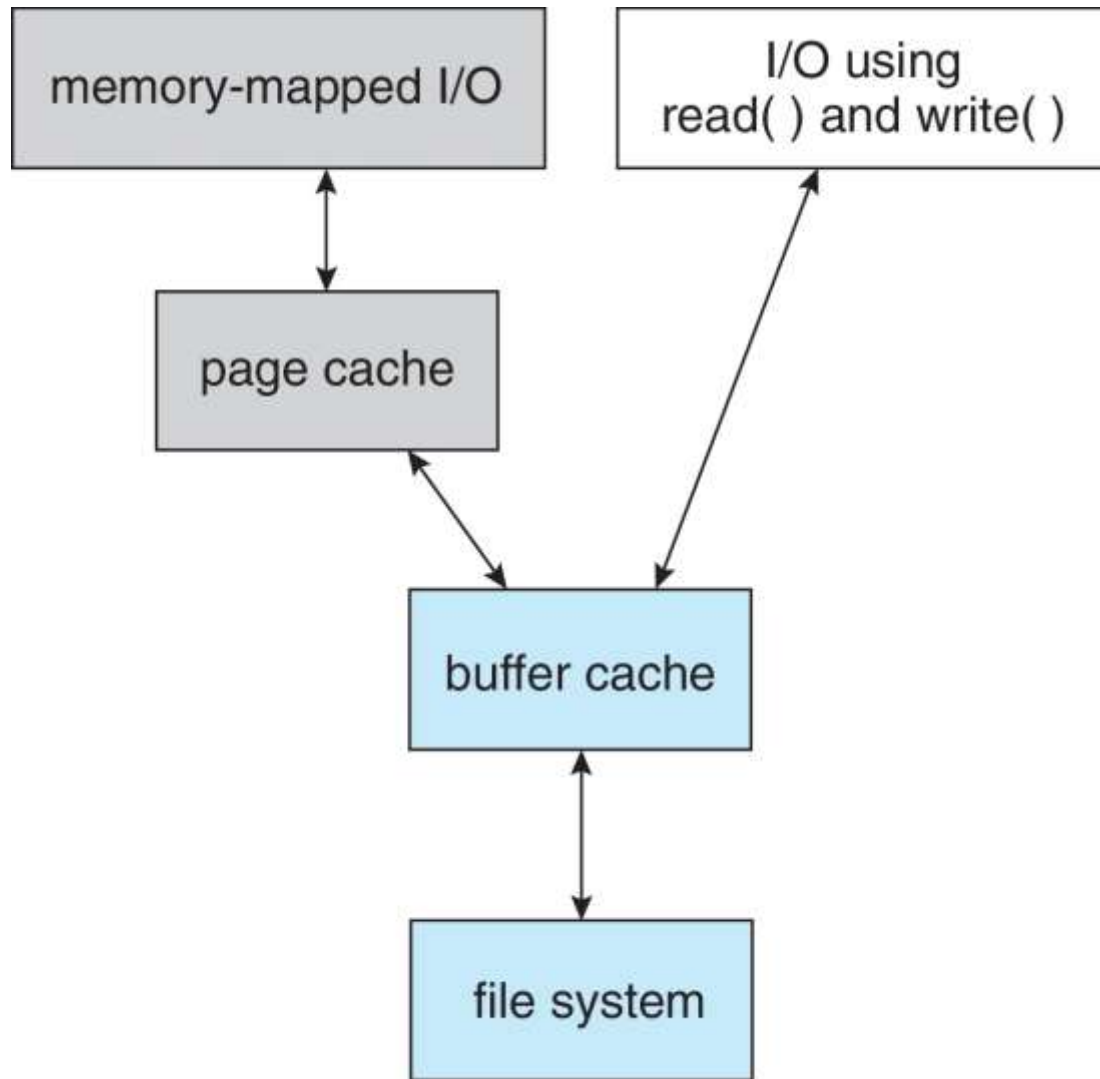 memory-mapped I/O
I/O using
read( ) and write( )
page cache
buffer cache
file system